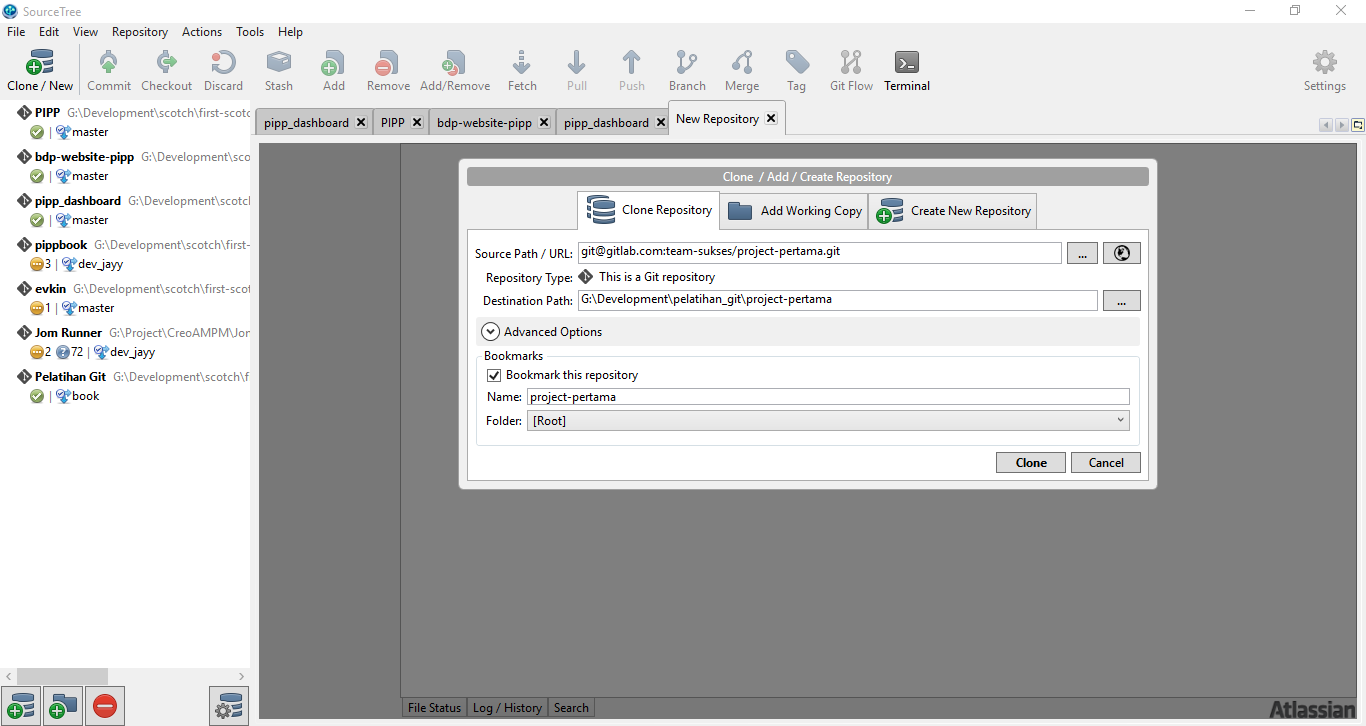 SourceTree
File Edit View Repository Actions Tools Help
Clone / New Commit Checkout Discard Stash Add Remove Add/Remove Fetch Pull Push Branch Merge Tag Git Flow Terminal Settings
PIPP G:\Development\scotch\first-scotc
master
bdp-website-pipp G:\Development\sco
master
pipp_dashboard G:\Development\scotch
master
pippbook G:\Development\scotch\first-
3 | dev_jayy
evkin G:\Development\scotch\first-scot
1 | master
Jom Runner G:\Project\CreoAMPM\Jon
2 ? 72 | dev_jayy
Pelatihan Git G:\Development\scotch\f
book
pipp_dashboard PIPP bdp-website-pipp pipp_dashboard New Repository
Clone / Add / Create Repository
Clone Repository Add Working Copy Create New Repository
Source Path / URL: git@gitlab.com:team-sukses/project-pertama.git ...
Repository Type: This is a Git repository
Destination Path: G:\Development\pelatihan_git\project-pertama ...
Advanced Options
Bookmarks
Bookmark this repository
Name: project-pertama
Folder: [Root]
Clone Cancel
File Status Log / History Search
Atlassian